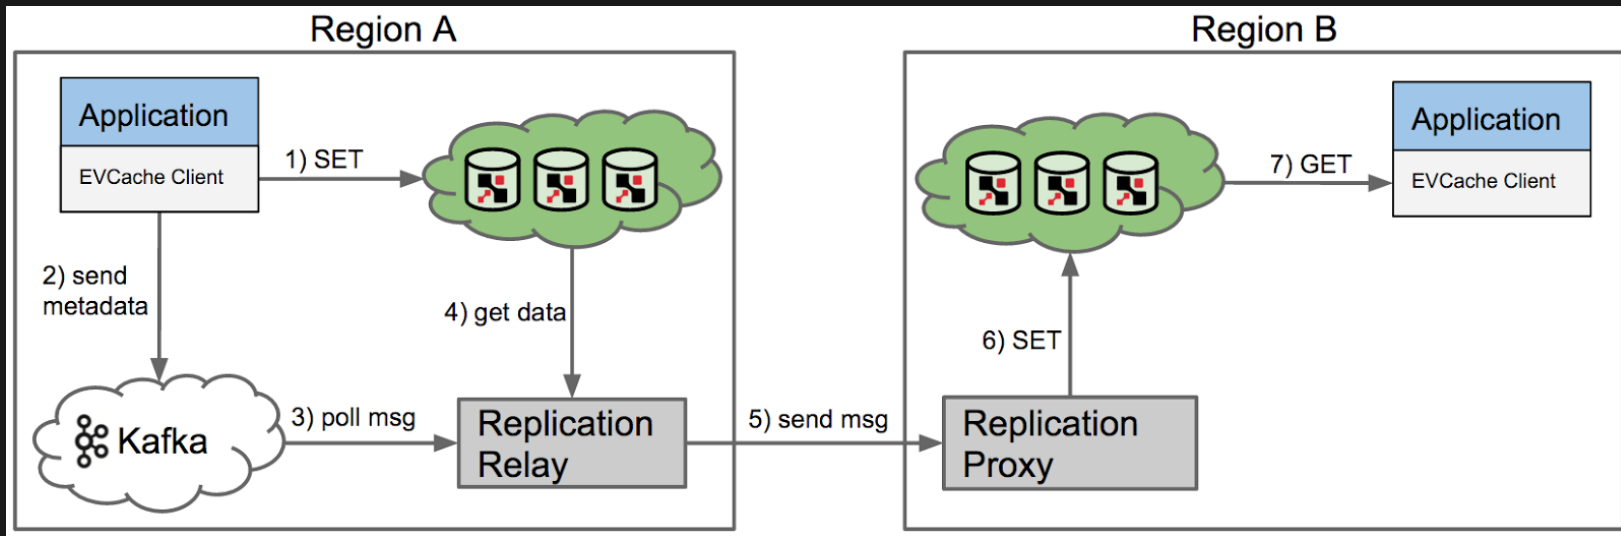 Region A
Application
EVCache Client
1) SET
2) send
metadata
Kafka
3) poll msg
4) get data
Replication
Relay
5) send msg
Region B
Replication
Proxy
6) SET
7) GET
Application
EVCache Client